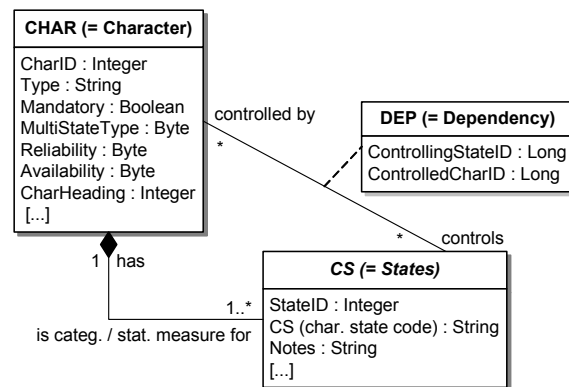 CHAR (= Character)
CharID : Integer
Type : String
Mandatory : Boolean
MultiStateType : Byte
Reliability : Byte
Availability : Byte
CharHeading : Integer
[...]
controlled by
*
DEP (= Dependency)
ControllingStateID : Long
ControlledCharID : Long
* controls
1 has
1..*
is categ. / stat. measure for
CS (= States)
StateID : Integer
CS (char. state code) : String
Notes : String
[...]